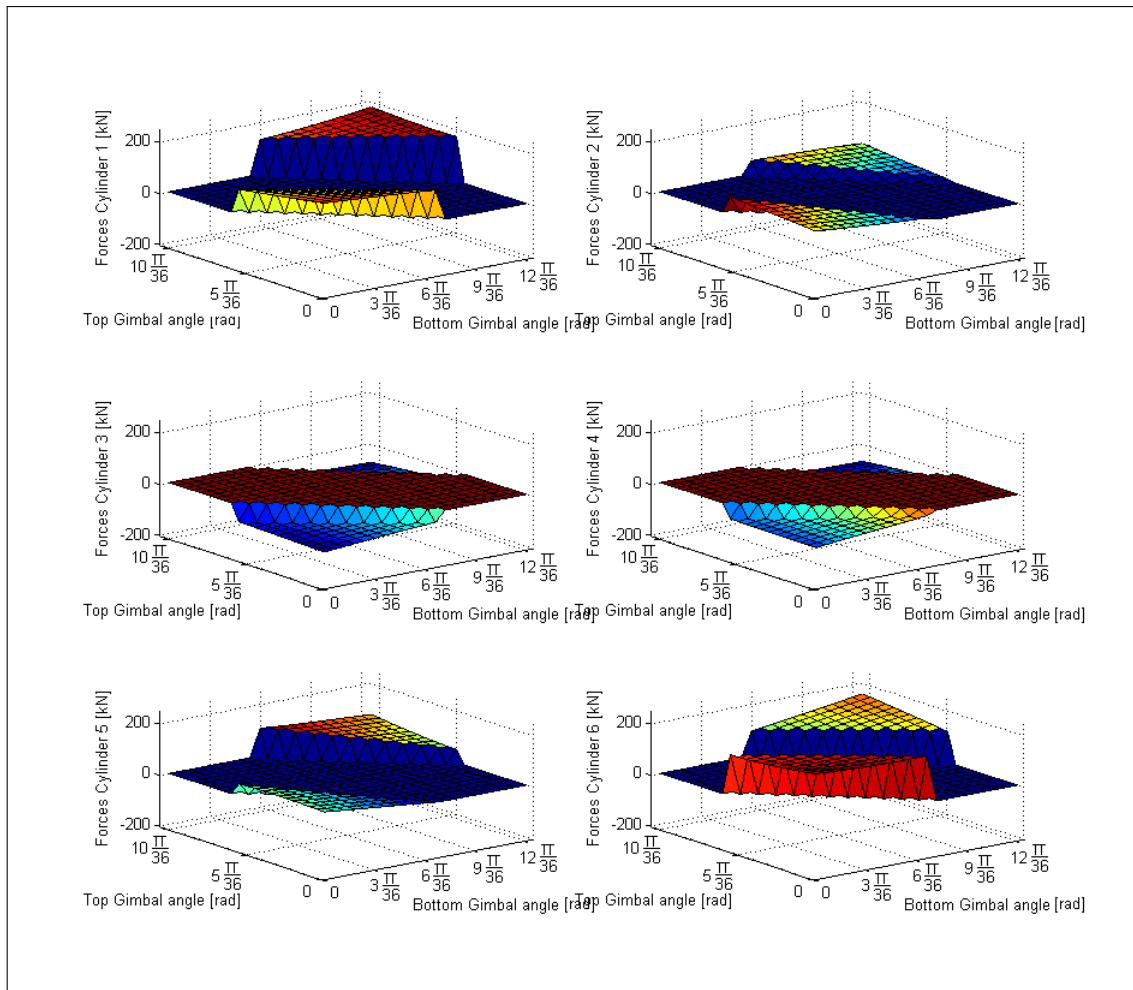 Forces Cylinder 1 [kN]
200
0
-200
10 π/36
5 π/36
0
0
3 π/36
6 π/36
9 π/36
12 π/36
Top Gimbal angle [rad]
Bottom Gimbal angle [rad]
Forces Cylinder 2 [kN]
200
0
-200
10 π/36
5 π/36
0
0
3 π/36
6 π/36
9 π/36
12 π/36
Top Gimbal angle [rad]
Bottom Gimbal angle [rad]
Forces Cylinder 3 [kN]
200
0
-200
10 π/36
5 π/36
0
0
3 π/36
6 π/36
9 π/36
12 π/36
Top Gimbal angle [rad]
Bottom Gimbal angle [rad]
Forces Cylinder 4 [kN]
200
0
-200
10 π/36
5 π/36
0
0
3 π/36
6 π/36
9 π/36
12 π/36
Top Gimbal angle [rad]
Bottom Gimbal angle [rad]
Forces Cylinder 5 [kN]
200
0
-200
10 π/36
5 π/36
0
0
3 π/36
6 π/36
9 π/36
12 π/36
Top Gimbal angle [rad]
Bottom Gimbal angle [rad]
Forces Cylinder 6 [kN]
200
0
-200
10 π/36
5 π/36
0
0
3 π/36
6 π/36
9 π/36
12 π/36
Top Gimbal angle [rad]
Bottom Gimbal angle [rad]